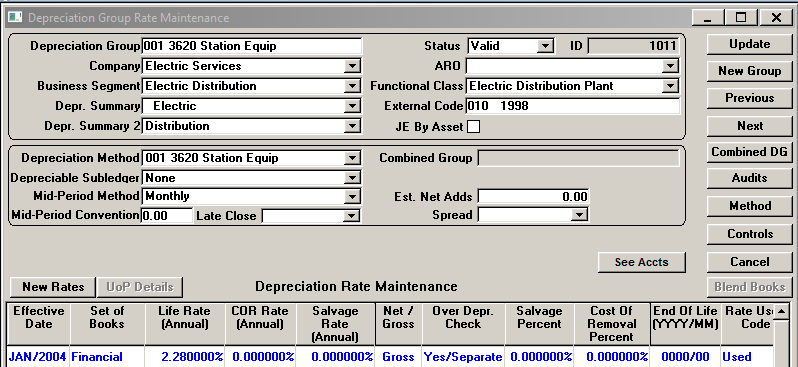 Depreciation Group Rate Maintenance
Depreciation Group 001 3620 Station Equip Status Valid ID 1011 Update
Company Electric Services ARO New Group
Business Segment Electric Distribution Functional Class Electric Distribution Plant Previous
Depr. Summary Electric External Code 010 1998 Next
Depr. Summary 2 Distribution JE By Asset
Combined DG
Depreciation Method 001 3620 Station Equip Combined Group
Depreciable Subledger None Audits
Mid-Period Method Monthly Est. Net Adds 0.00 Method
Mid-Period Convention 0.00 Late Close Spread
Controls
See Accts Cancel
New Rates UoP Details Depreciation Rate Maintenance Blend Books
Effective Date Set of Books Life Rate (Annual) COR Rate (Annual) Salvage Rate (Annual) Net / Gross Over Depr. Check Salvage Percent Cost Of Removal Percent End Of Life (YYYY/MM) Rate Used Code
JAN/2004 Financial 2.280000% 0.000000% 0.000000% Gross Yes/Separate 0.000000% 0.000000% 0000/00 Used